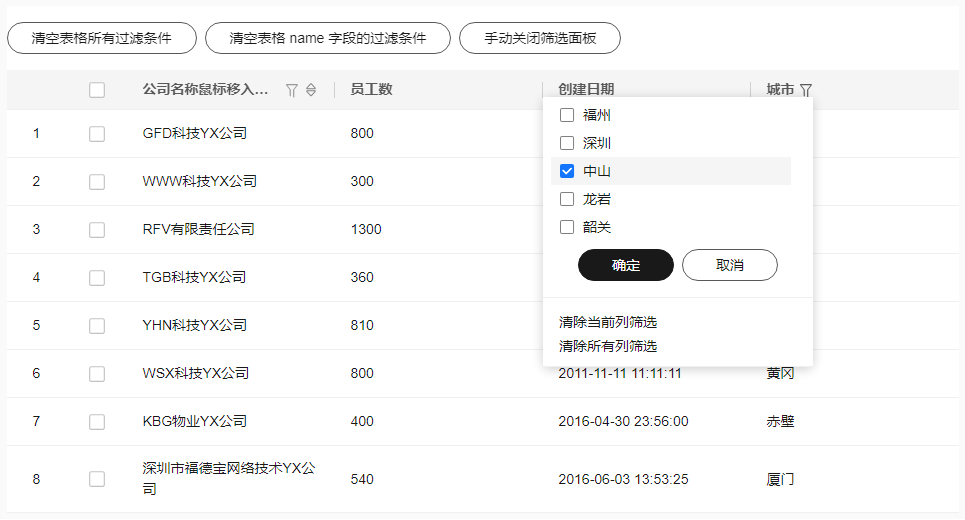 清空表格所有过滤条件 清空表格 name 字段的过滤条件 手动关闭筛选面板
公司名称鼠标移入... 员工数 创建日期 城市
1 GFD科技YX公司 800
福州
深圳
2 WWW科技YX公司 300
中山
龙岩
3 RFV有限责任公司 1300
韶关
4 TGB科技YX公司 360
确定 取消
5 YHN科技YX公司 810
清除当前列筛选
清除所有列筛选
6 WSX科技YX公司 800 2011-11-11 11:11:11 黄冈
7 KBG物业YX公司 400 2016-04-30 23:56:00 赤壁
8 深圳市福德宝网络技术YX公
司 540 2016-06-03 13:53:25 厦门